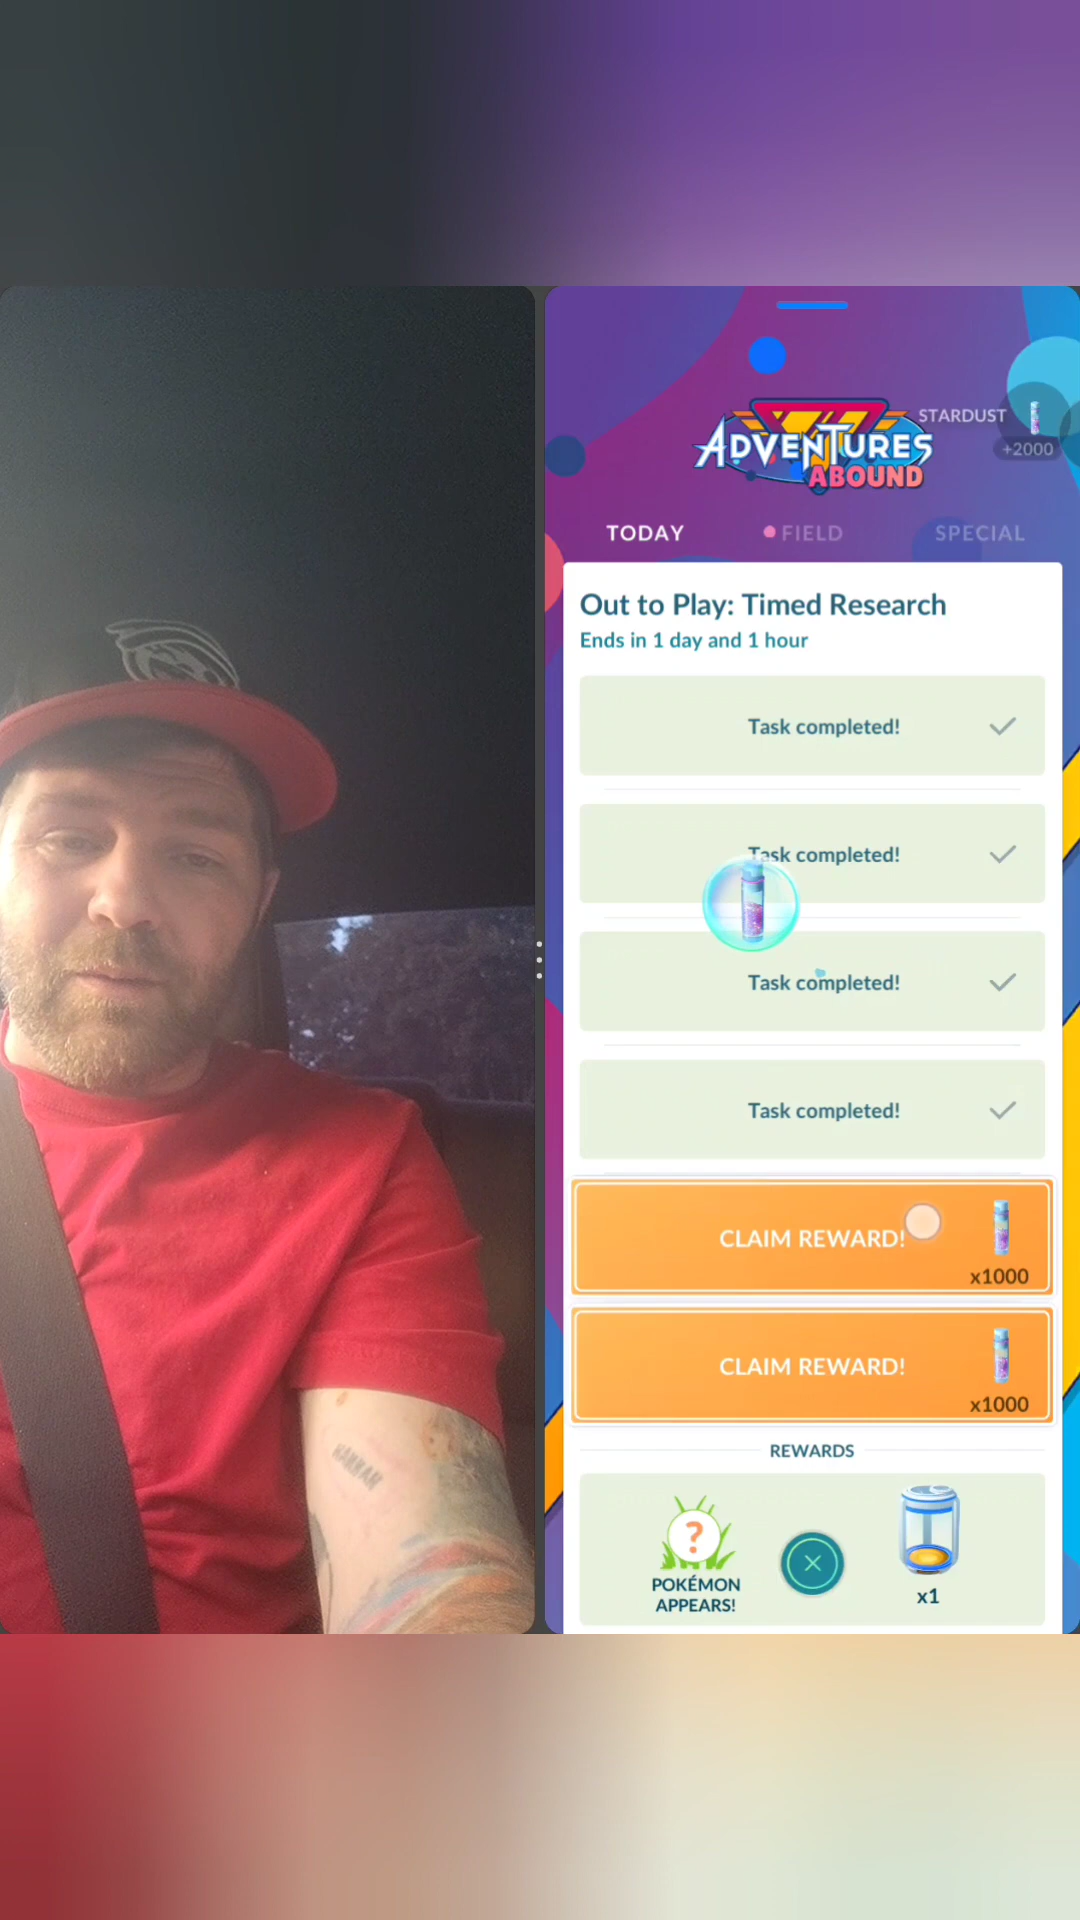 ADVENTURES
ABOUND
STARDUST
+2000
TODAY
FIELD
SPECIAL
Out to Play: Timed Research
Ends in 1 day and 1 hour
Task completed!
Task completed!
Task completed!
Task completed!
CLAIM REWARD!
x1000
CLAIM REWARD!
x1000
REWARDS
POKÉMON
APPEARS!
x1
HANNAH